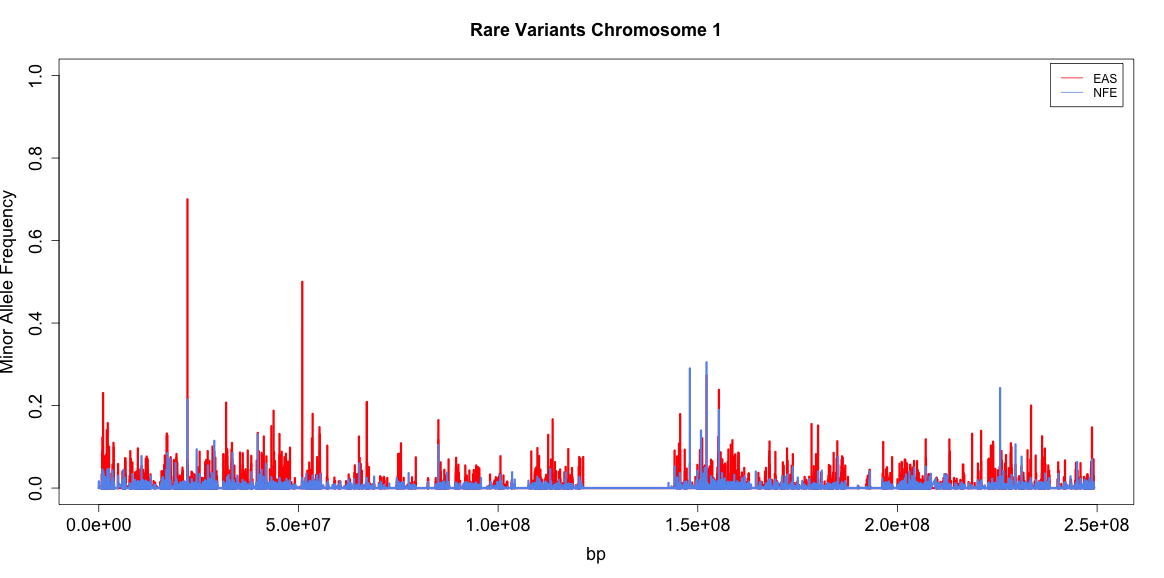 Rare Variants Chromosome 1
EAS
NFE
Minor Allele Frequency
1.0
0.8
0.6
0.4
0.2
0.0
0.0e+00 5.0e+07 1.0e+08 1.5e+08 2.0e+08 2.5e+08
bp